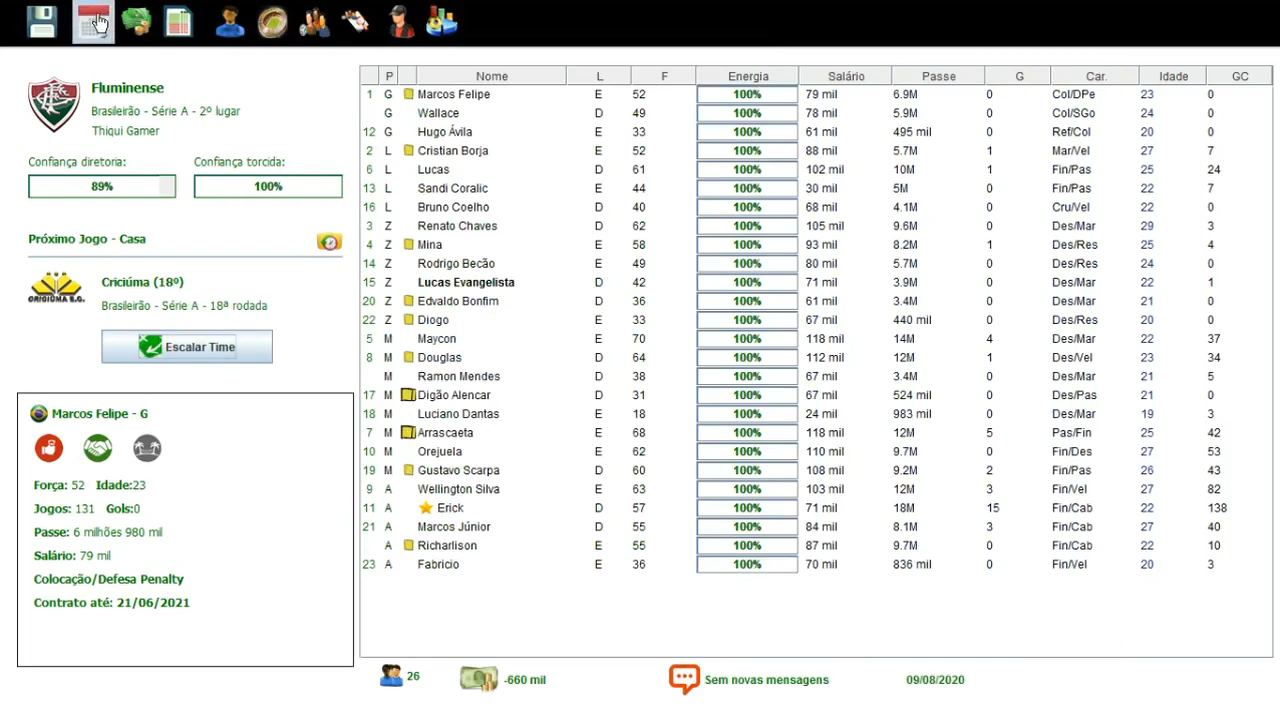 Fluminense
Brasileirão - Série A - 2º lugar
Thiqui Gamer
Confiança diretoria: Confiança torcida:
89% 100%
Próximo Jogo - Casa
CRICIÚMA E.C.
Criciúma (18º)
Brasileirão - Série A - 18ª rodada
Escalar Time
Marcos Felipe - G
Força: 52 Idade:23
Jogos: 131 Gols:0
Passe: 6 milhões 980 mil
Salário: 79 mil
Colocação/Defesa Penalty
Contrato até: 21/06/2021
P Nome L F Energia Salário Passe G Car. Idade GC
1 G Marcos Felipe E 52 100% 79 mil 6.9M 0 Col/DPe 23 0
G Wallace D 49 100% 78 mil 5.9M 0 Col/SGo 24 0
12 G Hugo Ávila E 33 100% 61 mil 495 mil 0 Ref/Col 20 0
2 L Cristian Borja E 52 100% 88 mil 5.7M 1 Mar/Vel 27 7
6 L Lucas D 61 100% 102 mil 10M 1 Fin/Pas 25 24
13 L Sandi Coralic E 44 100% 30 mil 5M 0 Fin/Pas 22 7
16 L Bruno Coelho D 40 100% 68 mil 4.1M 0 Cru/Vel 22 0
3 Z Renato Chaves D 62 100% 105 mil 9.6M 0 Des/Mar 29 3
4 Z Mina E 58 100% 93 mil 8.2M 1 Des/Res 25 4
14 Z Rodrigo Becão E 49 100% 80 mil 5.7M 0 Des/Res 24 0
15 Z Lucas Evangelista D 42 100% 71 mil 3.9M 0 Des/Mar 22 1
20 Z Edvaldo Bonfim D 36 100% 61 mil 3.4M 0 Des/Mar 21 0
22 Z Diogo E 33 100% 67 mil 440 mil 0 Des/Res 20 0
5 M Maycon E 70 100% 118 mil 14M 4 Des/Mar 22 37
8 M Douglas E 64 100% 112 mil 12M 1 Des/Vel 23 34
M Ramon Mendes D 38 100% 67 mil 3.4M 0 Des/Mar 21 5
17 M Digão Alencar D 31 100% 67 mil 524 mil 0 Des/Pas 21 0
18 M Luciano Dantas E 18 100% 24 mil 983 mil 0 Des/Mar 19 3
7 M Arrascaeta E 68 100% 118 mil 12M 5 Pas/Fin 25 42
10 M Orejuela E 62 100% 110 mil 9.7M 0 Fin/Des 27 53
19 M Gustavo Scarpa D 60 100% 108 mil 9.2M 2 Fin/Pas 26 43
9 A Wellington Silva E 63 100% 103 mil 12M 3 Fin/Vel 27 82
11 A Erick D 57 100% 71 mil 18M 15 Fin/Cab 22 138
21 A Marcos Júnior D 55 100% 84 mil 8.1M 3 Fin/Cab 27 40
A Richarlison E 55 100% 87 mil 9.7M 0 Fin/Cab 22 10
23 A Fabricio E 36 100% 70 mil 836 mil 0 Fin/Vel 20 3
26 -660 mil Sem novas mensagens 09/08/2020